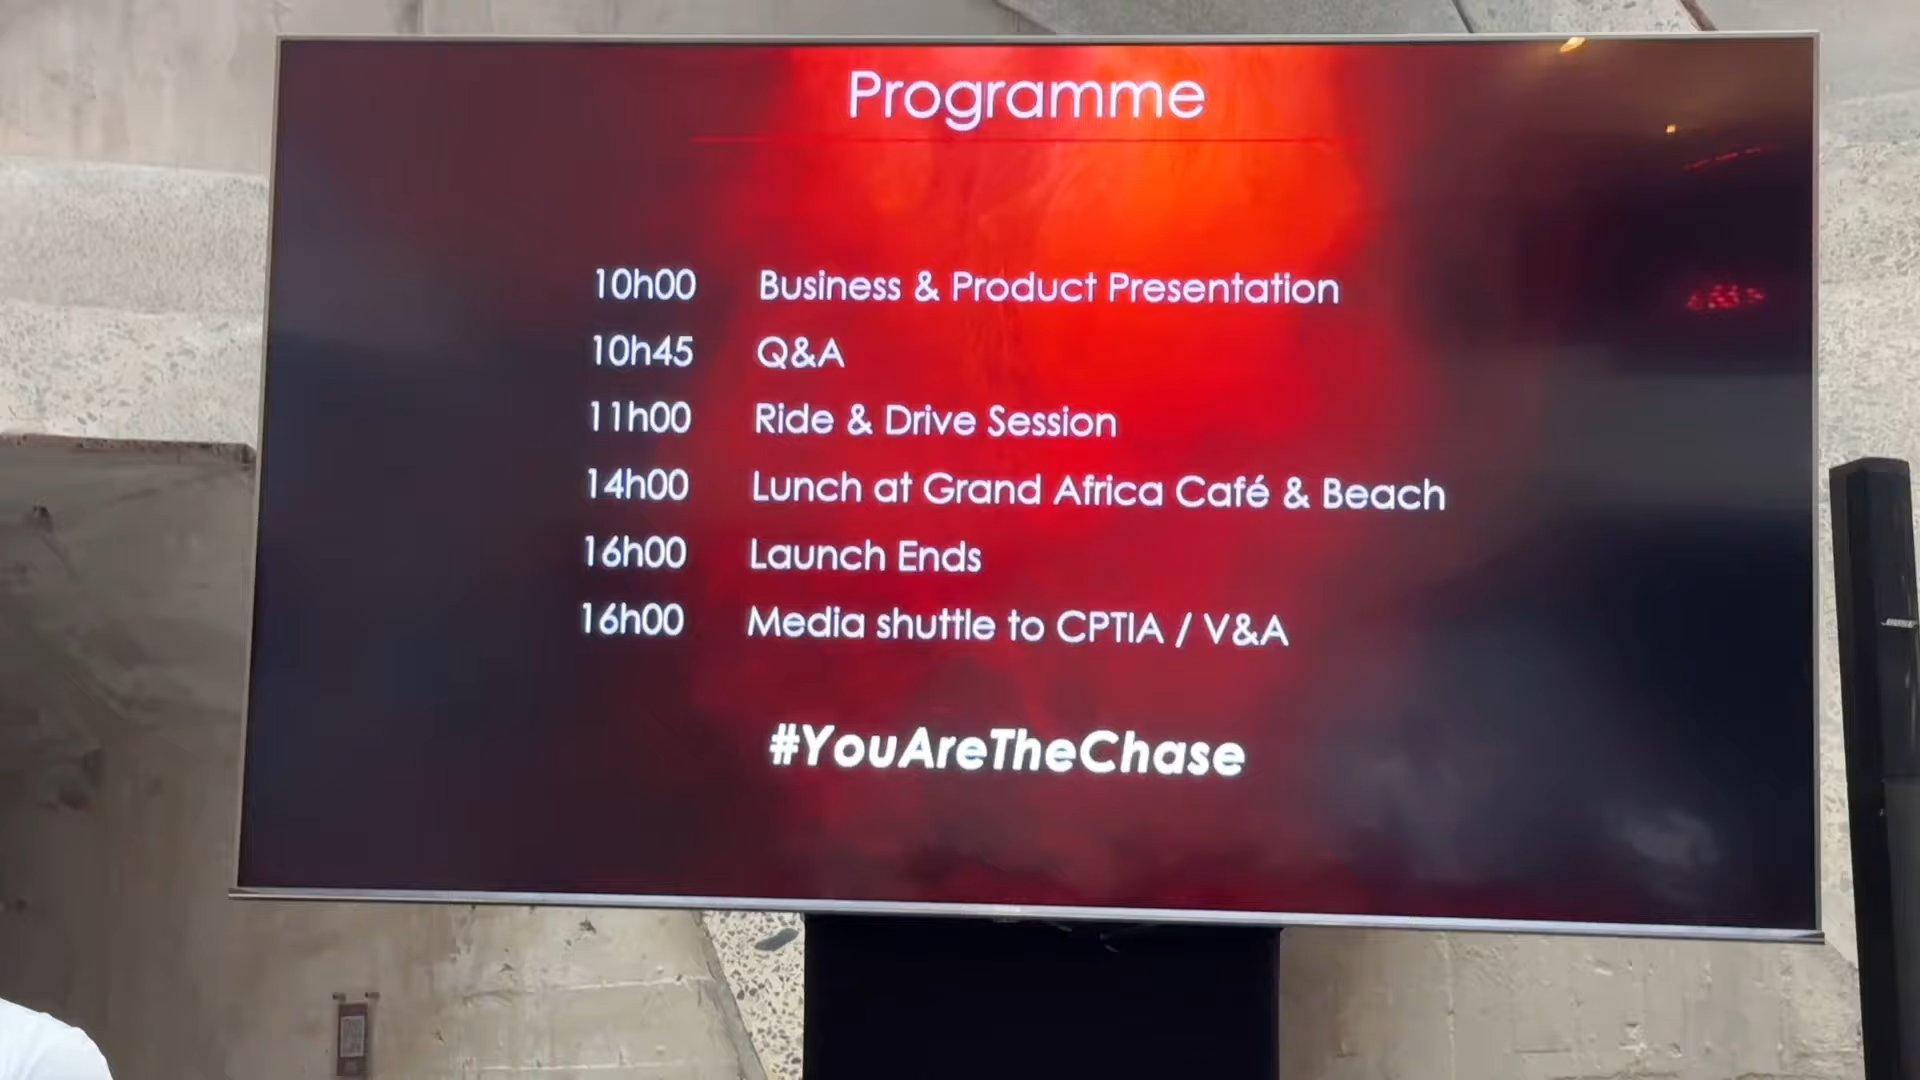 Programme
10h00 Business & Product Presentation
10h45 Q&A
11h00 Ride & Drive Session
14h00 Lunch at Grand Africa Café & Beach
16h00 Launch Ends
16h00 Media shuttle to CPTIA / V&A
#YouAreTheChase